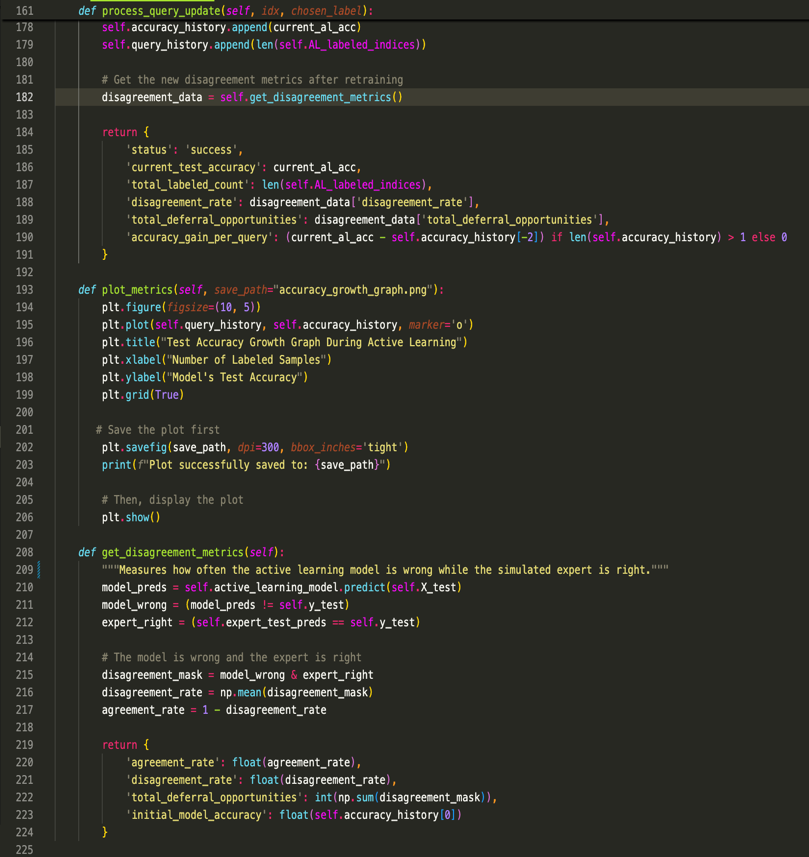 161 def process_query_update(self, idx, chosen_label):
178 self.accuracy_history.append(current_al_acc)
179 self.query_history.append(len(self.AL_labeled_indices))
180
181 # Get the new disagreement metrics after retraining
182 disagreement_data = self.get_disagreement_metrics()
183
184 return {
185 'status': 'success',
186 'current_test_accuracy': current_al_acc,
187 'total_labeled_count': len(self.AL_labeled_indices),
188 'disagreement_rate': disagreement_data['disagreement_rate'],
189 'total_deferral_opportunities': disagreement_data['total_deferral_opportunities'],
190 'accuracy_gain_per_query': (current_al_acc - self.accuracy_history[-2]) if len(self.accuracy_history) > 1 else 0
191 }
192
193 def plot_metrics(self, save_path="accuracy_growth_graph.png"):
194 plt.figure(figsize=(10, 5))
195 plt.plot(self.query_history, self.accuracy_history, marker='o')
196 plt.title("Test Accuracy Growth Graph During Active Learning")
197 plt.xlabel("Number of Labeled Samples")
198 plt.ylabel("Model's Test Accuracy")
199 plt.grid(True)
200
201 # Save the plot first
202 plt.savefig(save_path, dpi=300, bbox_inches='tight')
203 print(f"Plot successfully saved to: {save_path}")
204
205 # Then, display the plot
206 plt.show()
207
208 def get_disagreement_metrics(self):
209 """Measures how often the active learning model is wrong while the simulated expert is right."""
210 model_preds = self.active_learning_model.predict(self.X_test)
211 model_wrong = (model_preds != self.y_test)
212 expert_right = (self.expert_test_preds == self.y_test)
213
214 # The model is wrong and the expert is right
215 disagreement_mask = model_wrong & expert_right
216 disagreement_rate = np.mean(disagreement_mask)
217 agreement_rate = 1 - disagreement_rate
218
219 return {
220 'agreement_rate': float(agreement_rate),
221 'disagreement_rate': float(disagreement_rate),
222 'total_deferral_opportunities': int(np.sum(disagreement_mask)),
223 'initial_model_accuracy': float(self.accuracy_history[0])
224 }
225